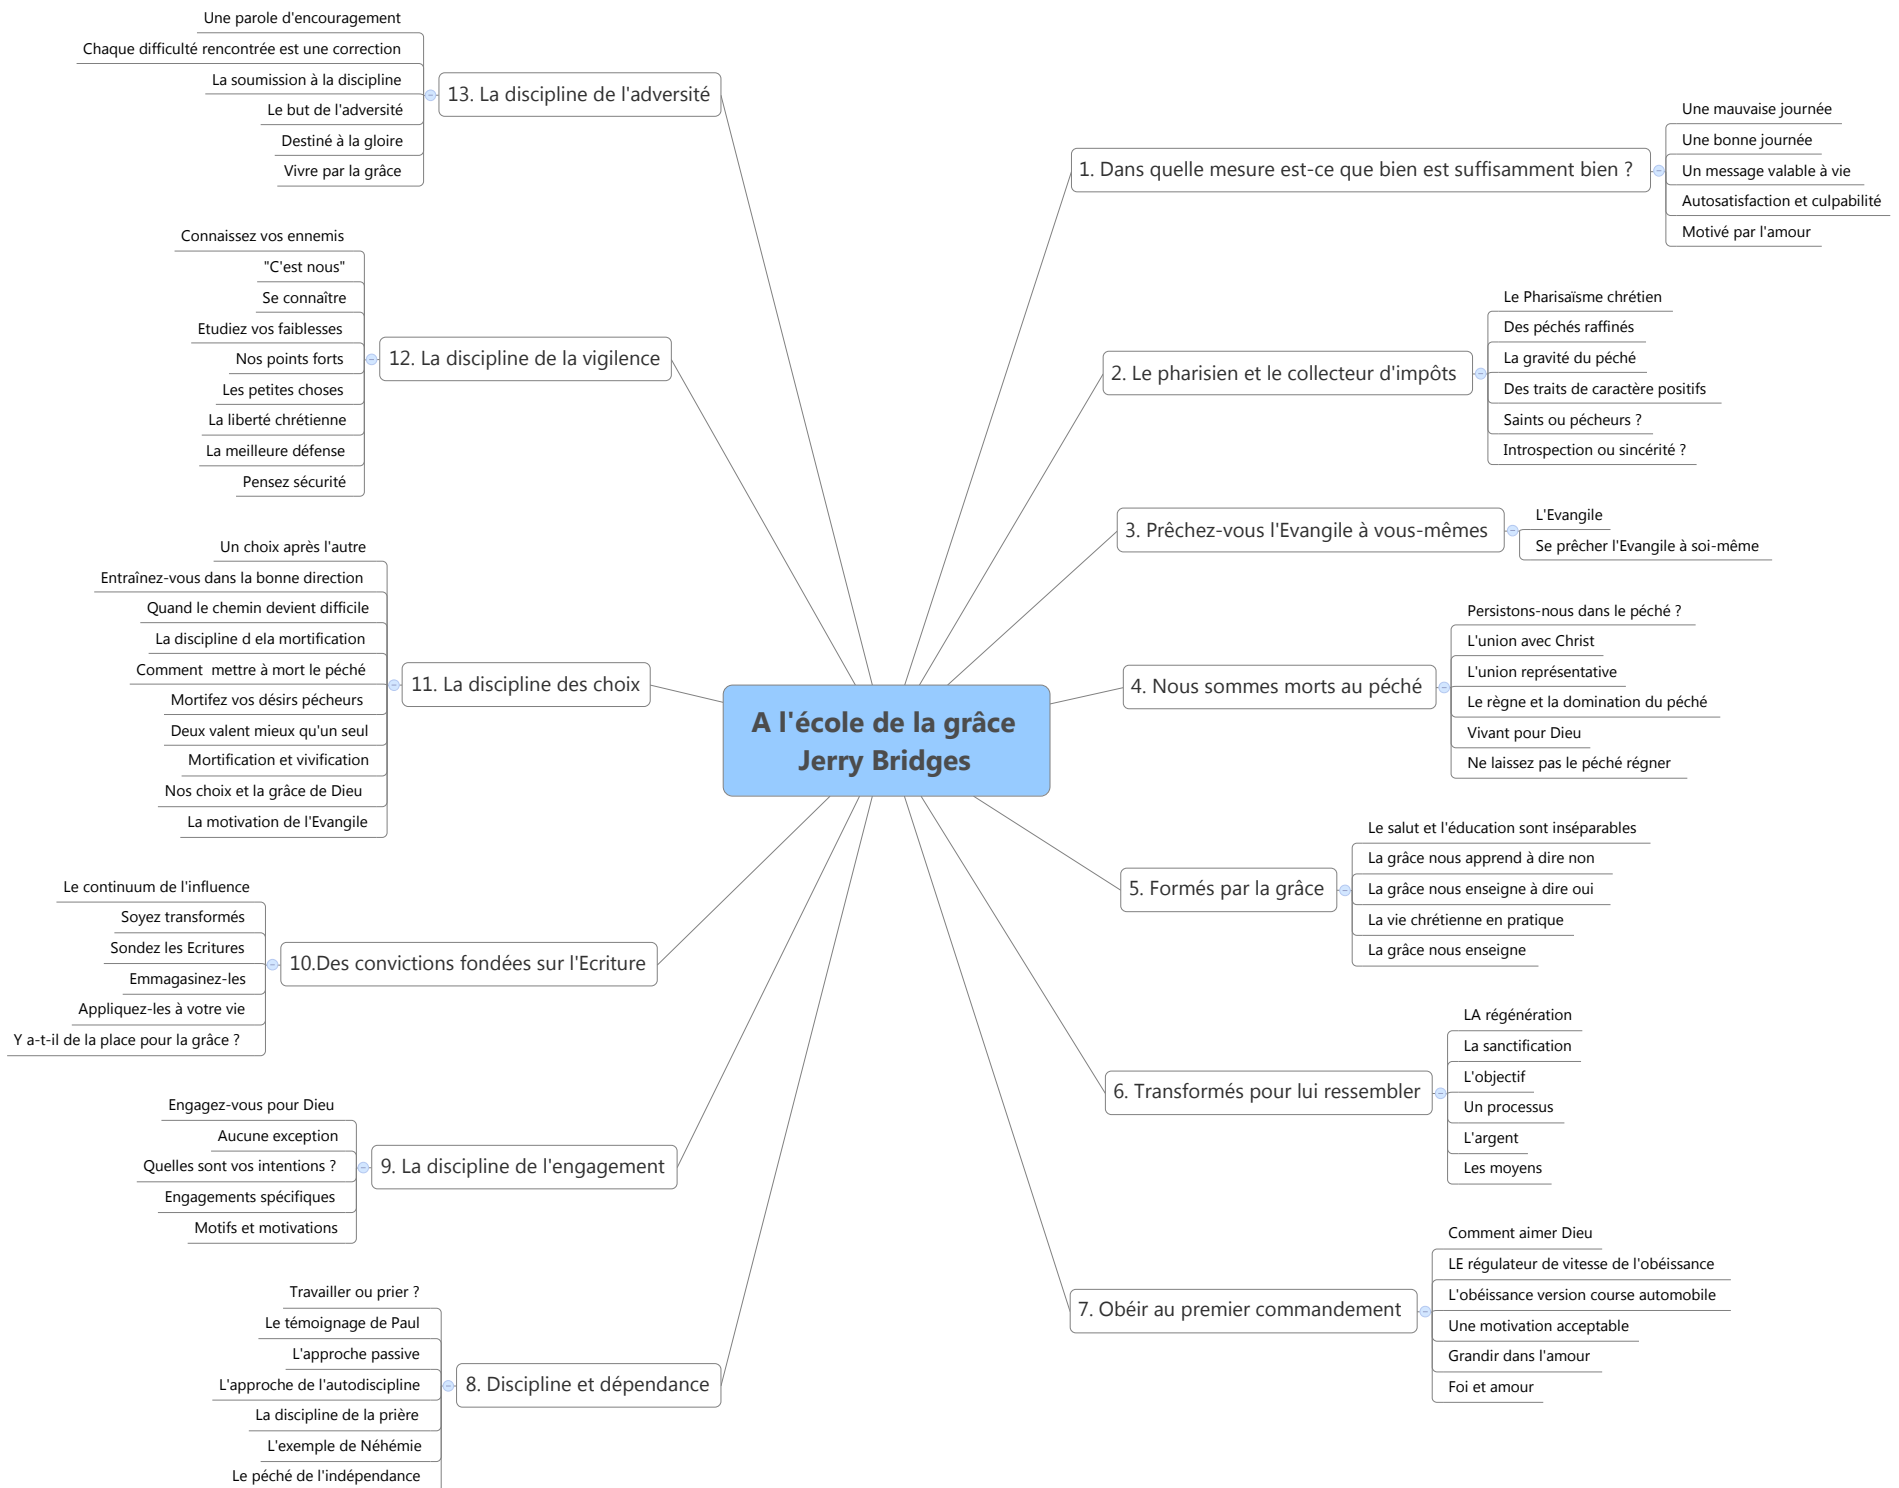 A l'école de la grâce
Jerry Bridges
1. Dans quelle mesure est-ce que bien est suffisamment bien ?
Une mauvaise journée
Une bonne journée
Un message valable à vie
Autosatisfaction et culpabilité
Motivé par l'amour
2. Le pharisien et le collecteur d'impôts
Le Pharisaïsme chrétien
Des péchés raffinés
La gravité du péché
Des traits de caractère positifs
Saints ou pécheurs ?
Introspection ou sincérité ?
3. Prêchez-vous l'Evangile à vous-mêmes
L'Evangile
Se prêcher l'Evangile à soi-même
4. Nous sommes morts au péché
Persistons-nous dans le péché ?
L'union avec Christ
L'union représentative
Le règne et la domination du péché
Vivant pour Dieu
Ne laissez pas le péché régner
5. Formés par la grâce
Le salut et l'éducation sont inséparables
La grâce nous apprend à dire non
La grâce nous enseigne à dire oui
La vie chrétienne en pratique
La grâce nous enseigne
6. Transformés pour lui ressembler
LA régénération
La sanctification
L'objectif
Un processus
L'argent
Les moyens
7. Obéir au premier commandement
Comment aimer Dieu
LE régulateur de vitesse de l'obéissance
L'obéissance version course automobile
Une motivation acceptable
Grandir dans l'amour
Foi et amour
8. Discipline et dépendance
Travailler ou prier ?
Le témoignage de Paul
L'approche passive
L'approche de l'autodiscipline
La discipline de la prière
L'exemple de Néhémie
Le péché de l'indépendance
9. La discipline de l'engagement
Engagez-vous pour Dieu
Aucune exception
Quelles sont vos intentions ?
Engagements spécifiques
Motifs et motivations
10.Des convictions fondées sur l'Ecriture
Le continuum de l'influence
Soyez transformés
Sondez les Ecritures
Emmagasinez-les
Appliquez-les à votre vie
Y a-t-il de la place pour la grâce ?
11. La discipline des choix
Un choix après l'autre
Entraînez-vous dans la bonne direction
Quand le chemin devient difficile
La discipline d ela mortification
Comment  mettre à mort le péché
Mortifez vos désirs pécheurs
Deux valent mieux qu'un seul
Mortification et vivification
Nos choix et la grâce de Dieu
La motivation de l'Evangile
12. La discipline de la vigilence
Connaissez vos ennemis
"C'est nous"
Se connaître
Etudiez vos faiblesses
Nos points forts
Les petites choses
La liberté chrétienne
La meilleure défense
Pensez sécurité
13. La discipline de l'adversité
Une parole d'encouragement
Chaque difficulté rencontrée est une correction
La soumission à la discipline
Le but de l'adversité
Destiné à la gloire
Vivre par la grâce